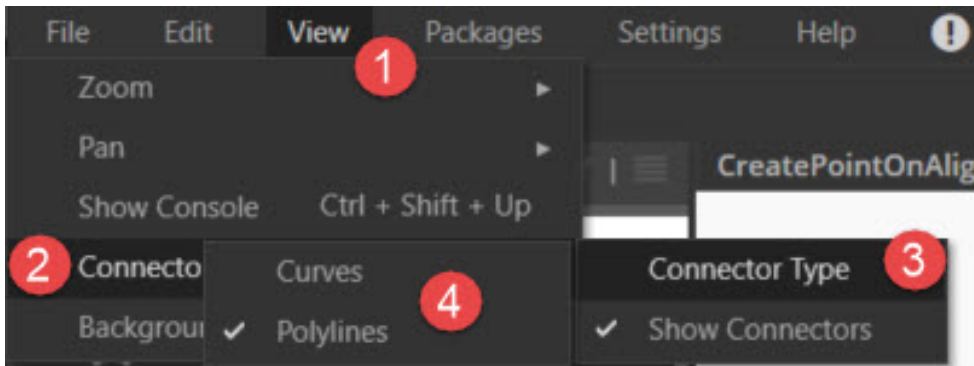 File Edit View Packages Settings Help !
1
Zoom
Pan
CreatePointOnAlig
Show Console Ctrl + Shift + Up
2 Connecto Curves Connector Type 3
4
Backgrou Polylines Show Connectors